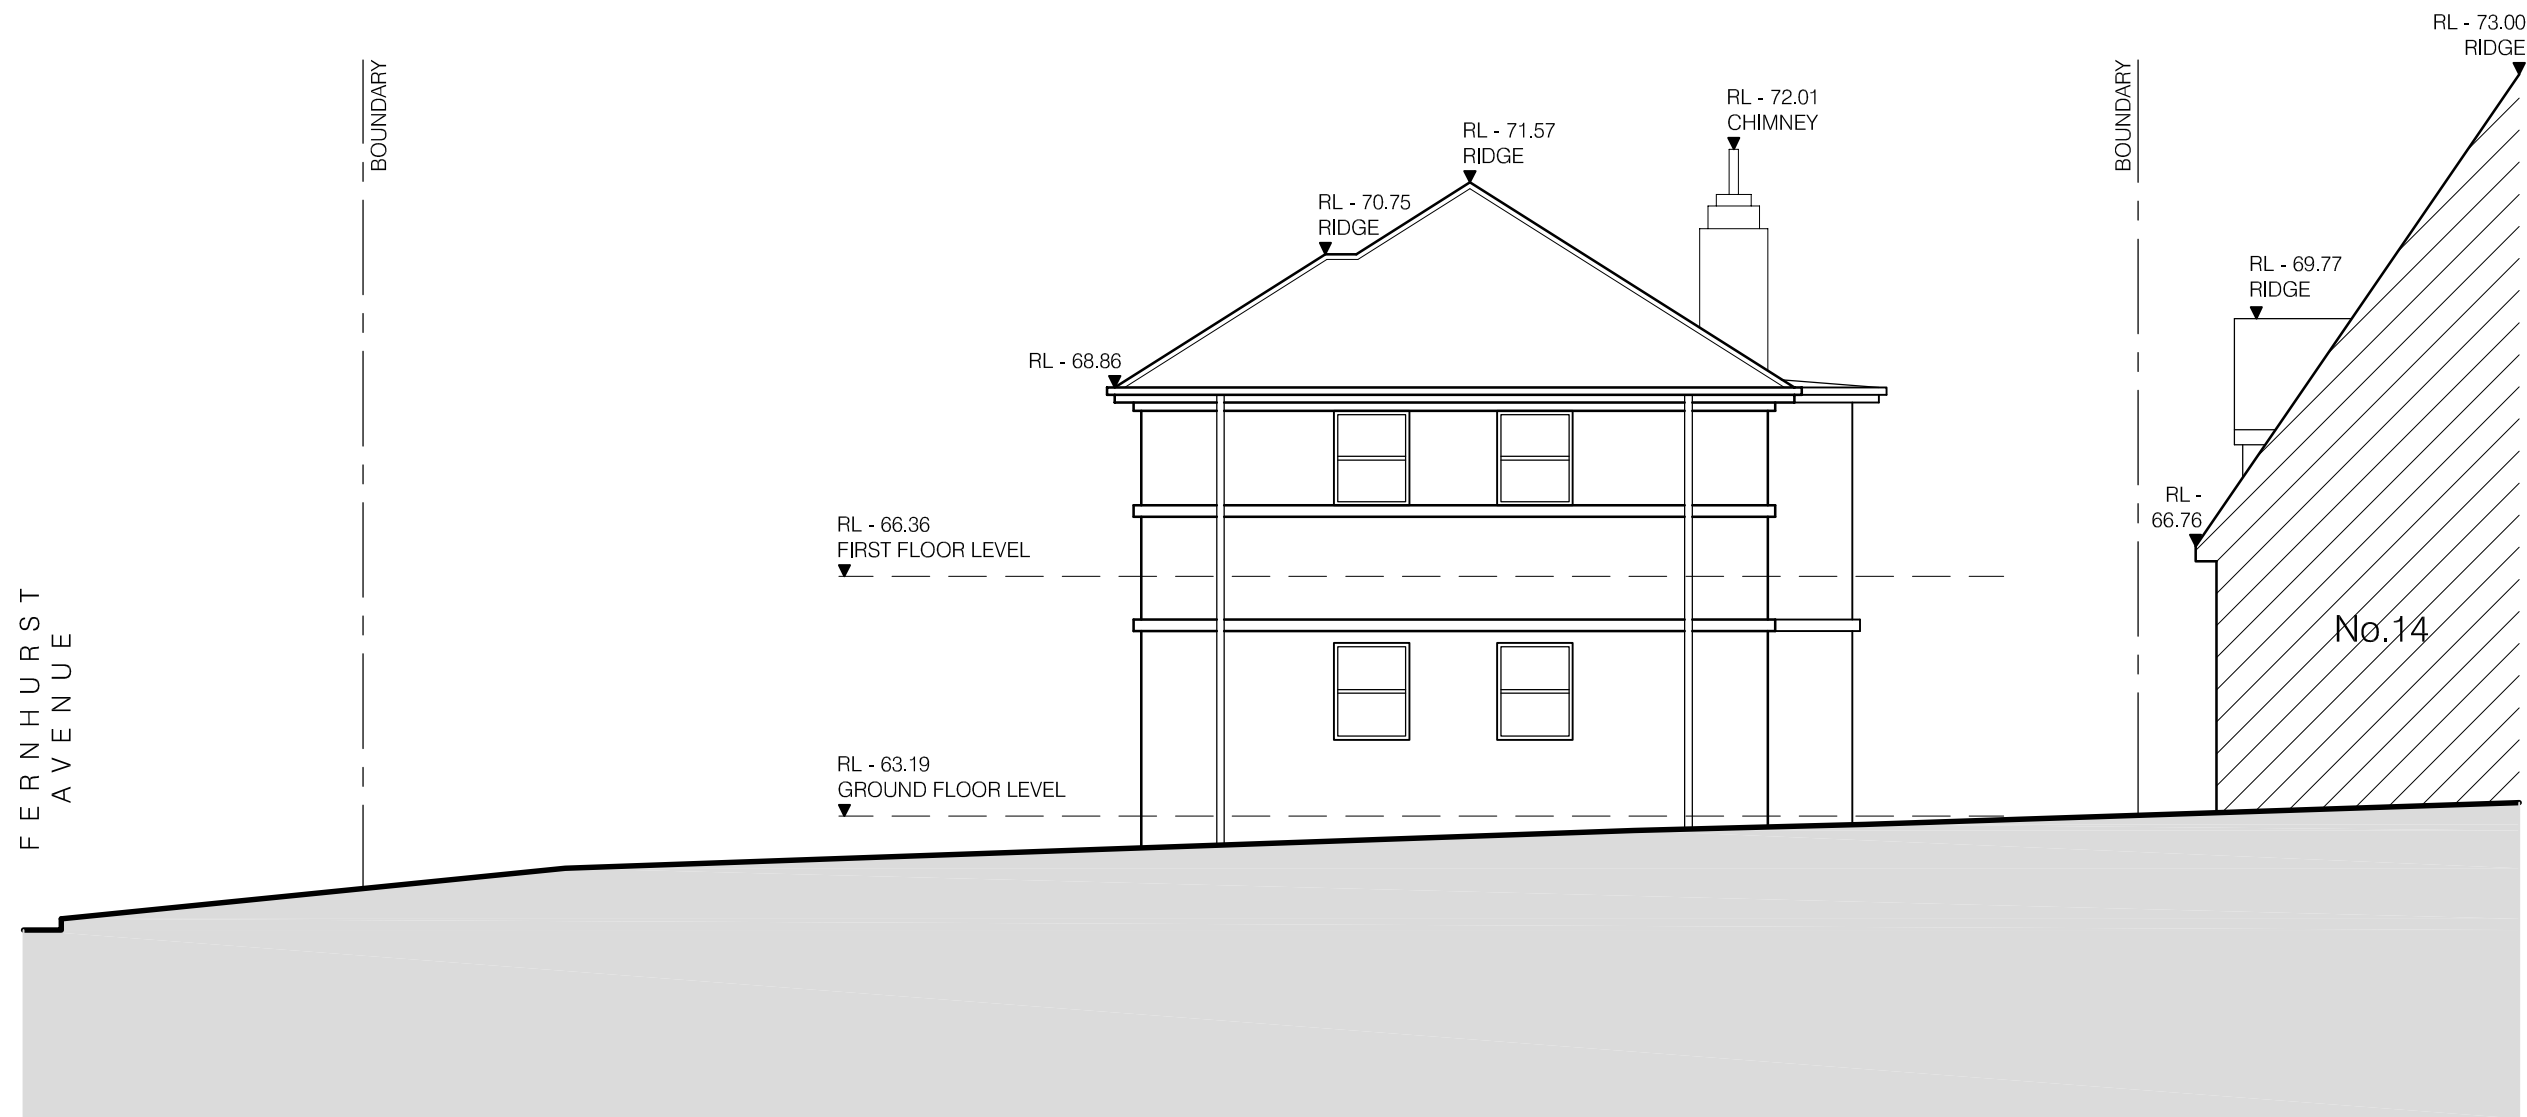 RL - 73.00
RIDGE
BOUNDARY
BOUNDARY
RL - 72.01
CHIMNEY
RL - 71.57
RIDGE
RL - 70.75
RIDGE
RL - 69.77
RIDGE
RL - 68.86
RL -
66.76
RL - 66.36
FIRST FLOOR LEVEL
FERNHURST
AVENUE
No.14
RL - 63.19
GROUND FLOOR LEVEL